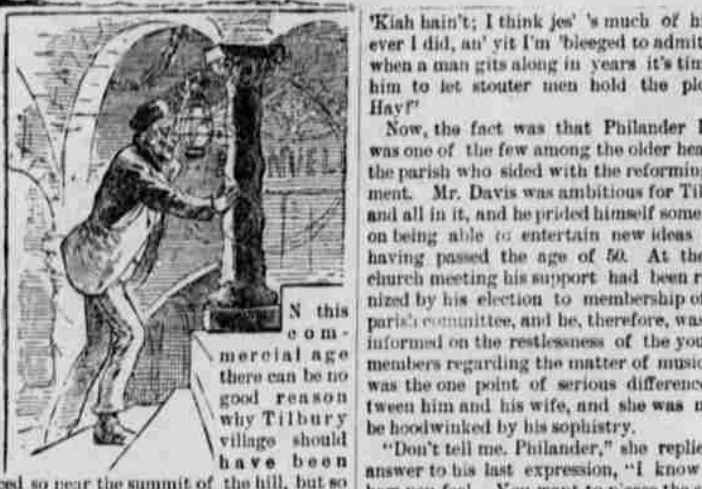 NVEL
N this
com-
mercial age
there can be no
good reason
why Tilbury
village should
have been
ced so near the summit of the hill, but so
'Kiah hain't; I think jes' 's much of hi
ever I did, an' yit I'm 'bleeged to admit
when a man gits along in years it's tim
him to let stouter men hold the plo
Hay?"
Now, the fact was that Philander D
was one of the few among the older hea
the parish who sided with the reforming
ment. Mr. Davis was ambitious for Til
and all in it, and he prided himself some
on being able to entertain new ideas
having passed the age of 50. At the
church meeting his support had been r
nized by his election to membership of
parish committee, and he, therefore, was
informed on the restlessness of the you
members regarding the matter of music
was the one point of serious difference
tween him and his wife, and she was n
be hoodwinked by his sophistry.
"Don't tell me, Philander," she replie
answer to his last expression, "I know